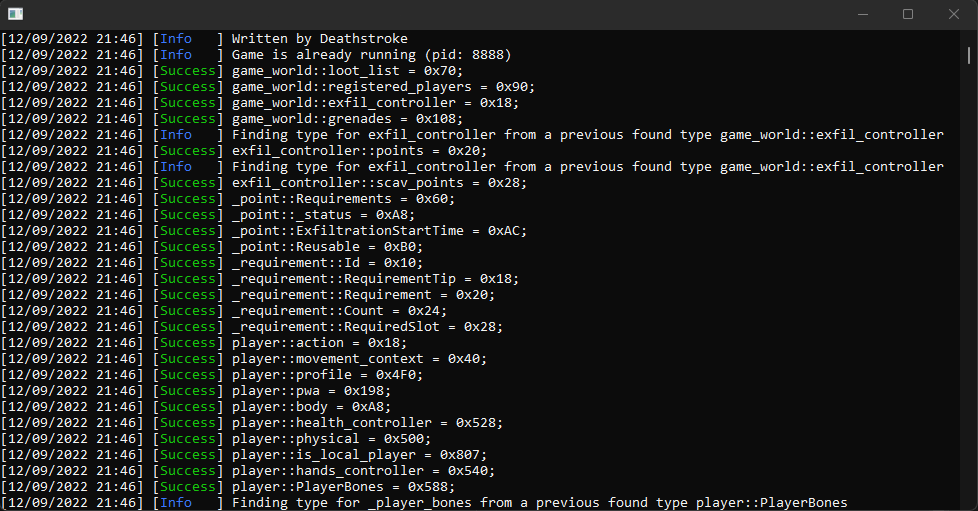 [12/09/2022 21:46] [Info   ] Written by Deathstroke
[12/09/2022 21:46] [Info   ] Game is already running (pid: 8888)
[12/09/2022 21:46] [Success] game_world::loot_list = 0x70;
[12/09/2022 21:46] [Success] game_world::registered_players = 0x90;
[12/09/2022 21:46] [Success] game_world::exfil_controller = 0x18;
[12/09/2022 21:46] [Success] game_world::grenades = 0x108;
[12/09/2022 21:46] [Info   ] Finding type for exfil_controller from a previous found type game_world::exfil_controller
[12/09/2022 21:46] [Success] exfil_controller::points = 0x20;
[12/09/2022 21:46] [Info   ] Finding type for exfil_controller from a previous found type game_world::exfil_controller
[12/09/2022 21:46] [Success] exfil_controller::scav_points = 0x28;
[12/09/2022 21:46] [Success] _point::Requirements = 0x60;
[12/09/2022 21:46] [Success] _point::_status = 0xA8;
[12/09/2022 21:46] [Success] _point::ExfiltrationStartTime = 0xAC;
[12/09/2022 21:46] [Success] _point::Reusable = 0xB0;
[12/09/2022 21:46] [Success] _requirement::Id = 0x10;
[12/09/2022 21:46] [Success] _requirement::RequirementTip = 0x18;
[12/09/2022 21:46] [Success] _requirement::Requirement = 0x20;
[12/09/2022 21:46] [Success] _requirement::Count = 0x24;
[12/09/2022 21:46] [Success] _requirement::RequiredSlot = 0x28;
[12/09/2022 21:46] [Success] player::action = 0x18;
[12/09/2022 21:46] [Success] player::movement_context = 0x40;
[12/09/2022 21:46] [Success] player::profile = 0x4F0;
[12/09/2022 21:46] [Success] player::pwa = 0x198;
[12/09/2022 21:46] [Success] player::body = 0xA8;
[12/09/2022 21:46] [Success] player::health_controller = 0x528;
[12/09/2022 21:46] [Success] player::physical = 0x500;
[12/09/2022 21:46] [Success] player::is_local_player = 0x807;
[12/09/2022 21:46] [Success] player::hands_controller = 0x540;
[12/09/2022 21:46] [Success] player::PlayerBones = 0x588;
[12/09/2022 21:46] [Info   ] Finding type for _player_bones from a previous found type player::PlayerBones